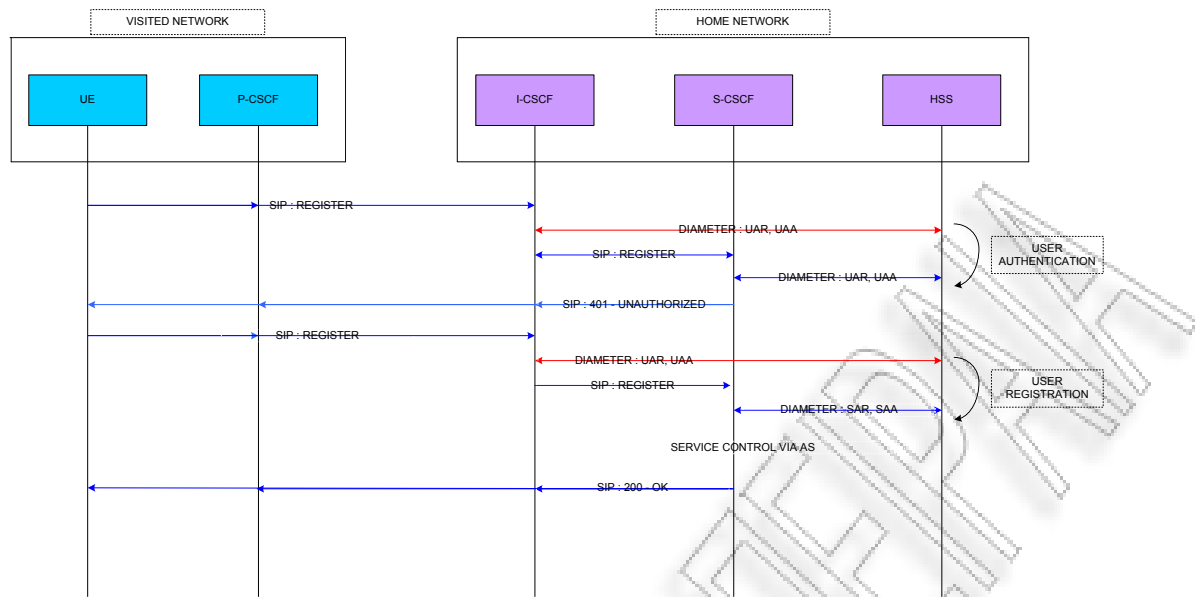 VISITED NETWORK
HOME NETWORK
UE
P-CSCF
I-CSCF
S-CSCF
HSS
SIP : REGISTER
DIAMETER : UAR, UAA
SIP : REGISTER
USER
AUTHENTICATION
DIAMETER : UAR, UAA
SIP : 401 - UNAUTHORIZED
SIP : REGISTER
DIAMETER : UAR, UAA
SIP : REGISTER
USER
REGISTRATION
DIAMETER : SAR, SAA
SERVICE CONTROL VIA AS
SIP : 200 - OK